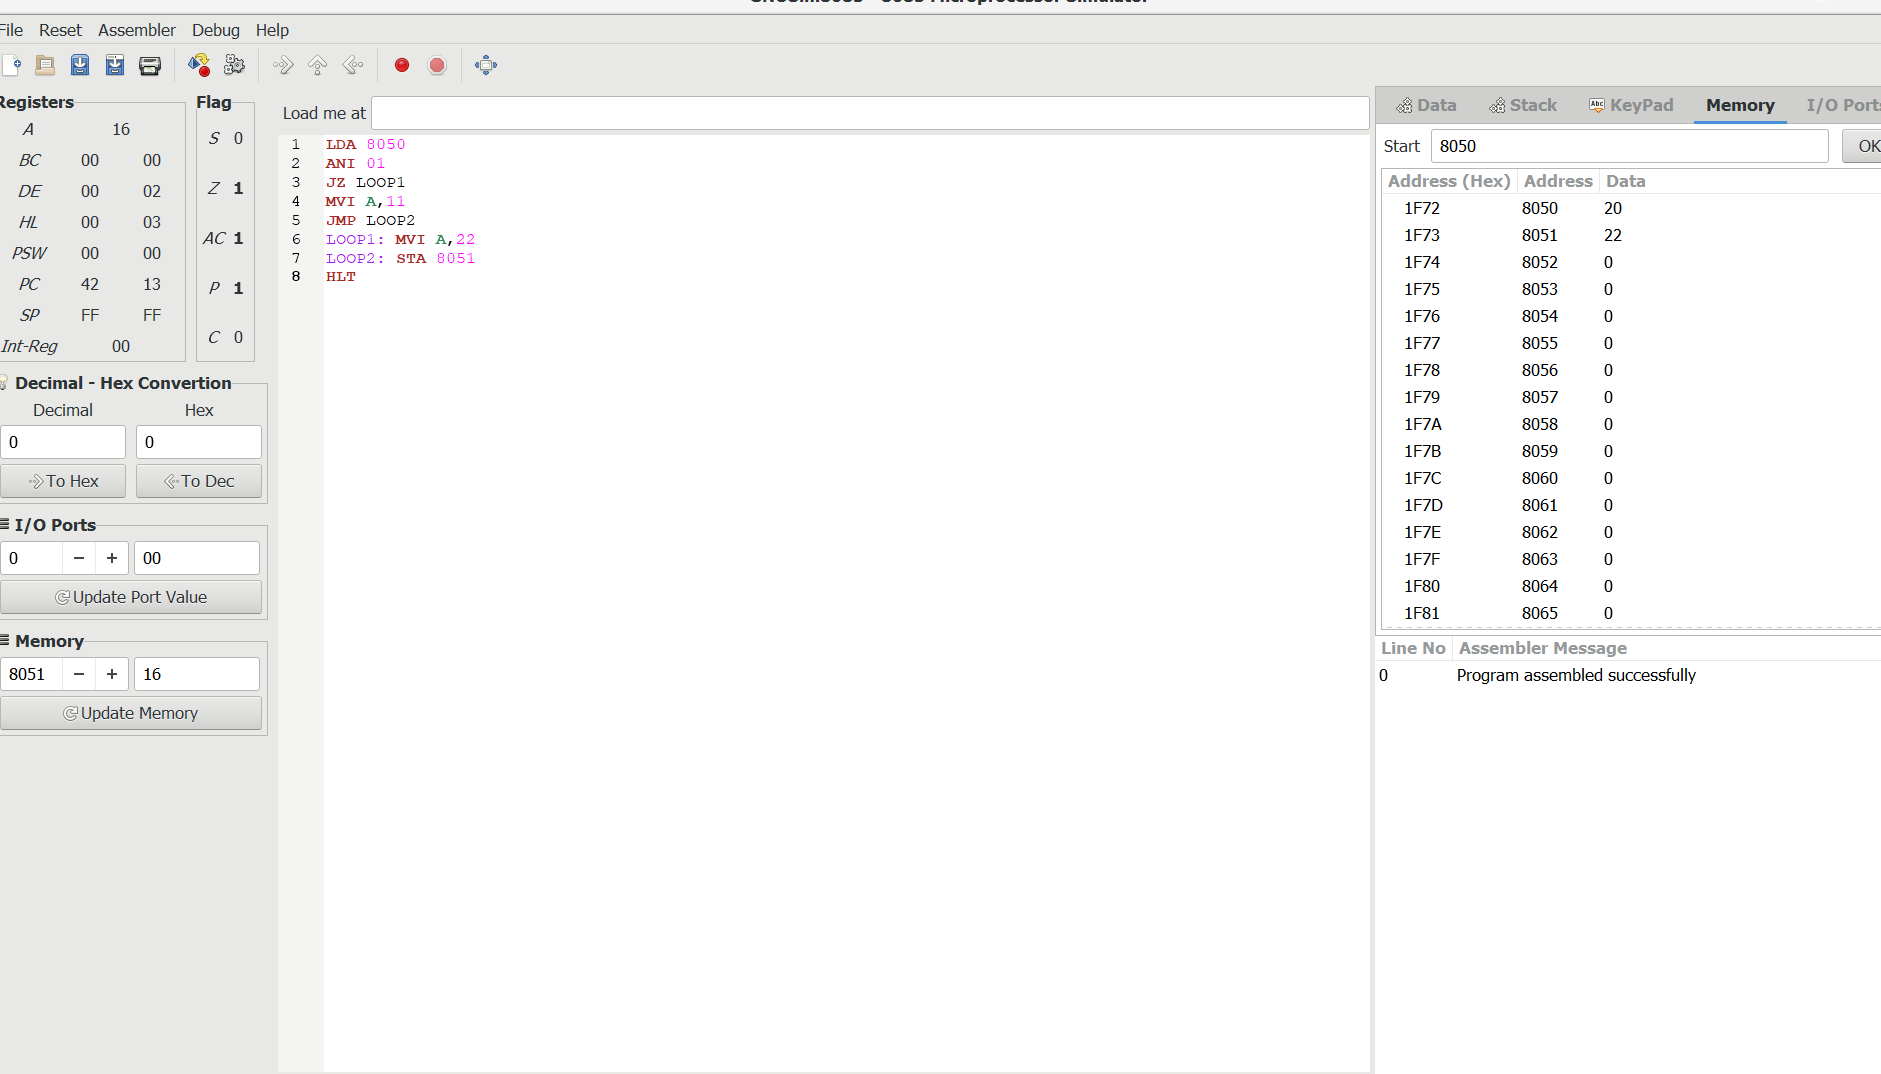 File Reset Assembler Debug Help
Registers
A 16
BC 00 00
DE 00 02
HL 00 03
PSW 00 00
PC 42 13
SP FF FF
Int-Reg 00
Flag
S 0
Z 1
AC 1
P 1
C 0
Decimal - Hex Convertion
Decimal Hex
0 0
To Hex To Dec
I/O Ports
0 − + 00
Update Port Value
Memory
8051 − + 16
Update Memory
Load me at
1 LDA 8050
2 ANI 01
3 JZ LOOP1
4 MVI A,11
5 JMP LOOP2
6 LOOP1: MVI A,22
7 LOOP2: STA 8051
8 HLT
Data Stack Abc KeyPad Memory I/O Ports
Start 8050 OK
Address (Hex) Address Data
1F72 8050 20
1F73 8051 22
1F74 8052 0
1F75 8053 0
1F76 8054 0
1F77 8055 0
1F78 8056 0
1F79 8057 0
1F7A 8058 0
1F7B 8059 0
1F7C 8060 0
1F7D 8061 0
1F7E 8062 0
1F7F 8063 0
1F80 8064 0
1F81 8065 0
Line No Assembler Message
0 Program assembled successfully